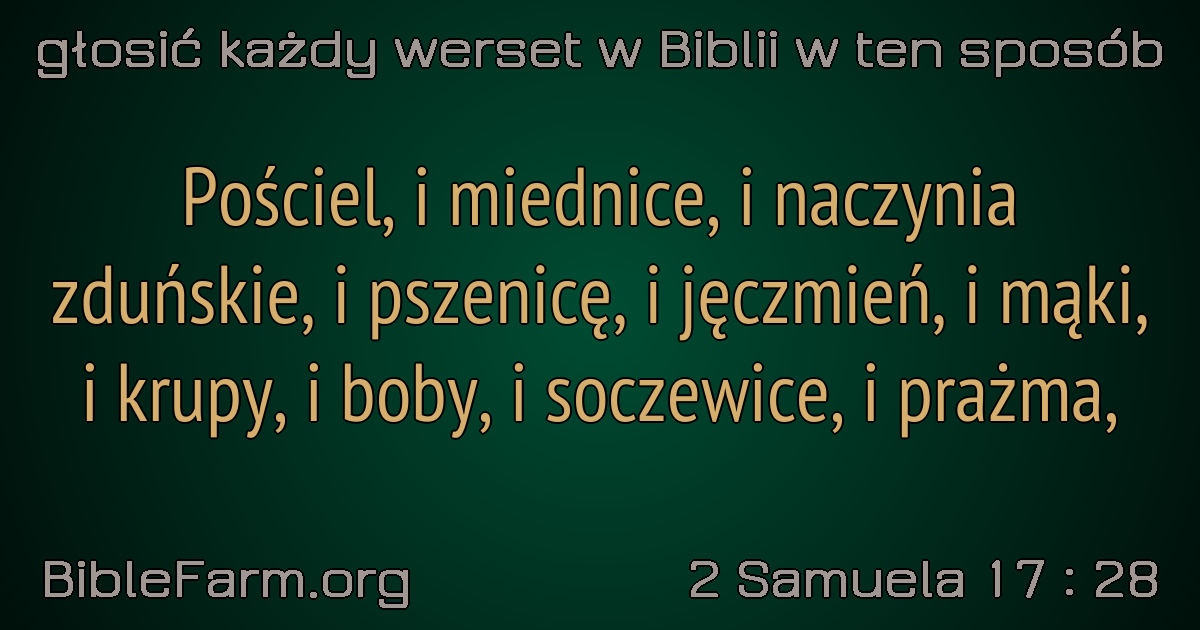 głosić każdy werset w Biblii w ten sposób
Pościel, i miednice, i naczynia
zduńskie, i pszenicę, i jęczmień, i mąki,
i krupy, i boby, i soczewice, i prażma,
BibleFarm.org
2 Samuela 17 : 28